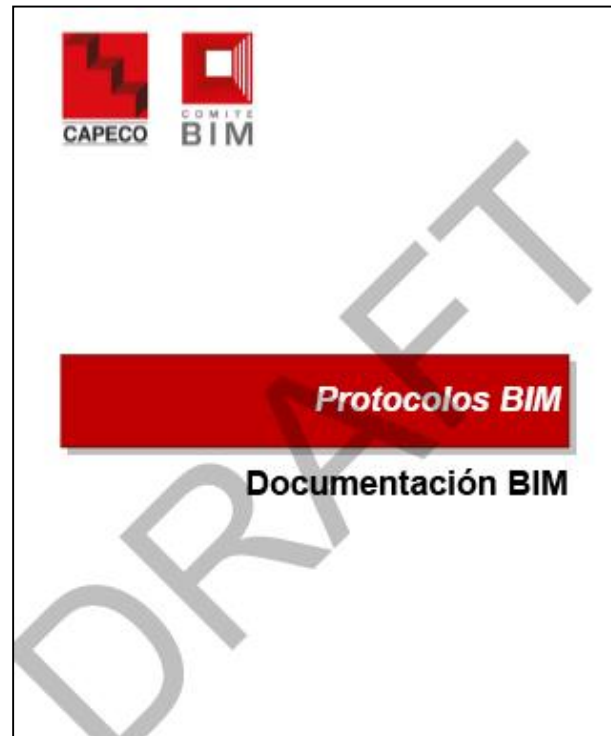 CAPECO
COMITE
BIM
Protocolos BIM
Documentación BIM
DRAFT